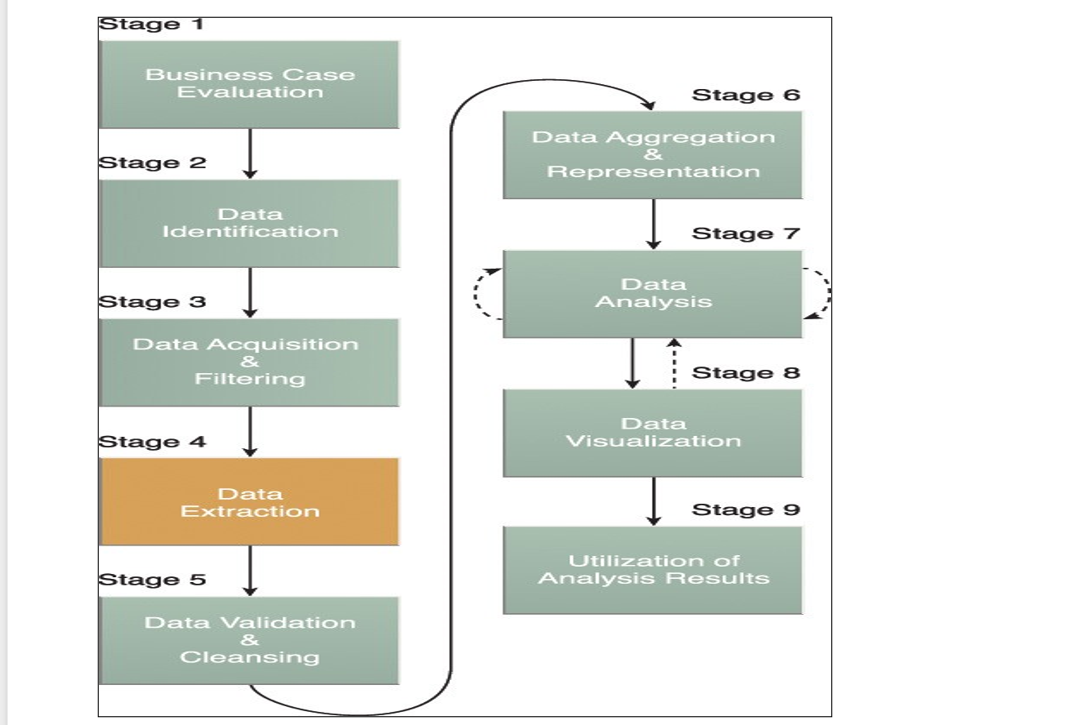 Stage 1
Business Case
Evaluation
Stage 2
Data
Identification
Stage 3
Data Acquisition
&
Filtering
Stage 4
Data
Extraction
Stage 5
Data Validation
&
Cleansing
Stage 6
Data Aggregation
&
Representation
Stage 7
Data
Analysis
Stage 8
Data
Visualization
Stage 9
Utilization of
Analysis Results